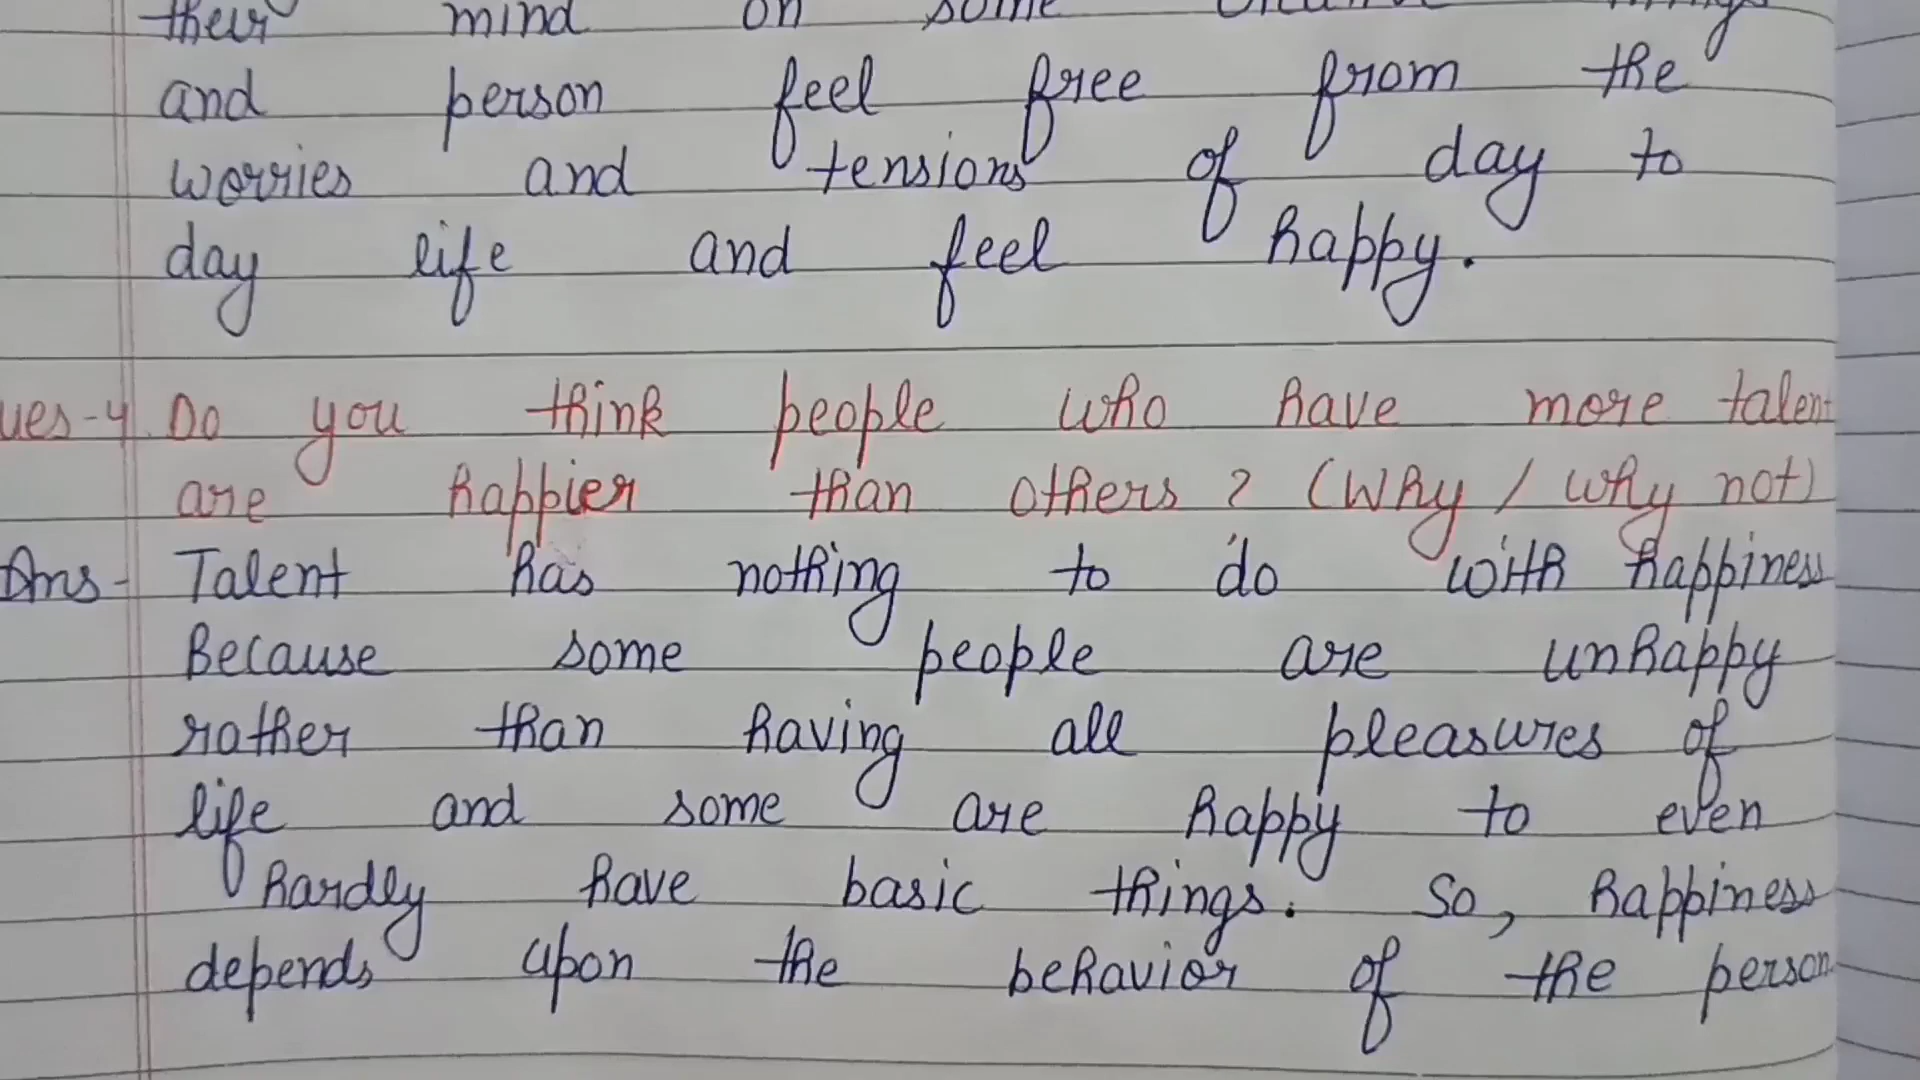 their mind on some things
and person feel free from the
worries and tensions of day to
day life and feel happy.
ues-4. Do you think people who have more talent
are happier than others? (Why / why not)
Ans- Talent has nothing to do with happiness
Because some people are unhappy
rather than having all pleasures of
life and some are happy to even
hardly have basic things. So, happiness
depends upon the behavior of the person